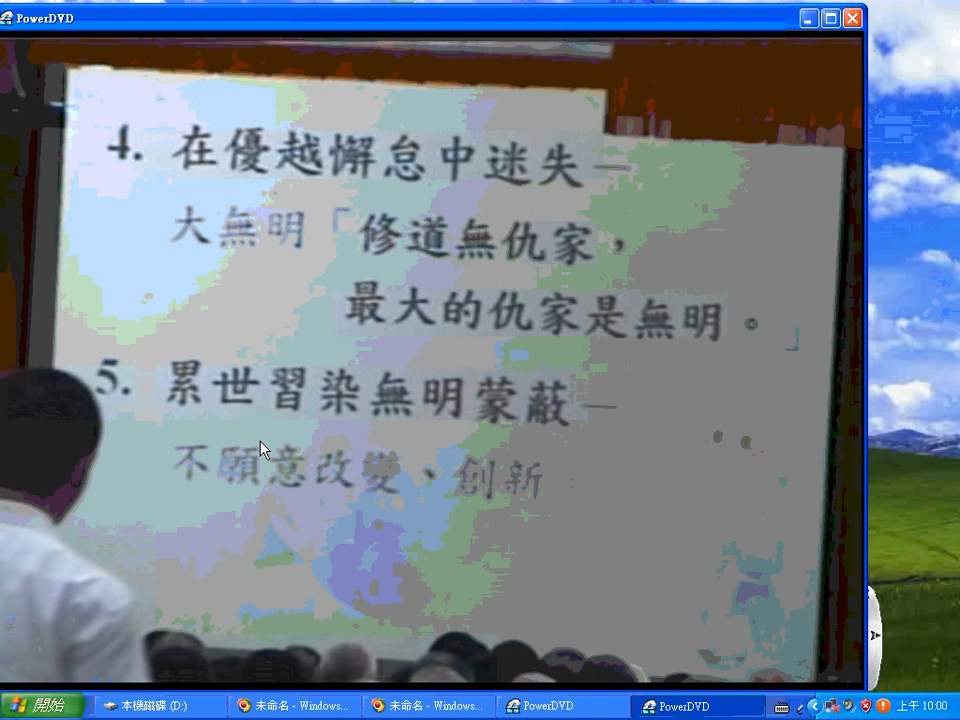 PowerDVD
4. 在優越懈怠中迷失—
大無明「修道無仇家，
最大的仇家是無明。」
5. 累世習染無明蒙蔽—
不願意改變、創新
開始
本機磁碟 (D:)
未命名 - Windows...
未命名 - Windows...
PowerDVD
PowerDVD
上午 10:00